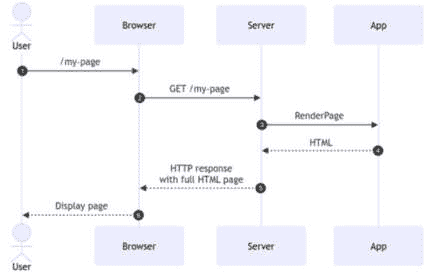 Browser
Server
App
User
/my-page
1
2
GET /my-page
3
RenderPage
HTML
4
HTTP response
with full HTML page
5
Display page
6
User
Browser
Server
App